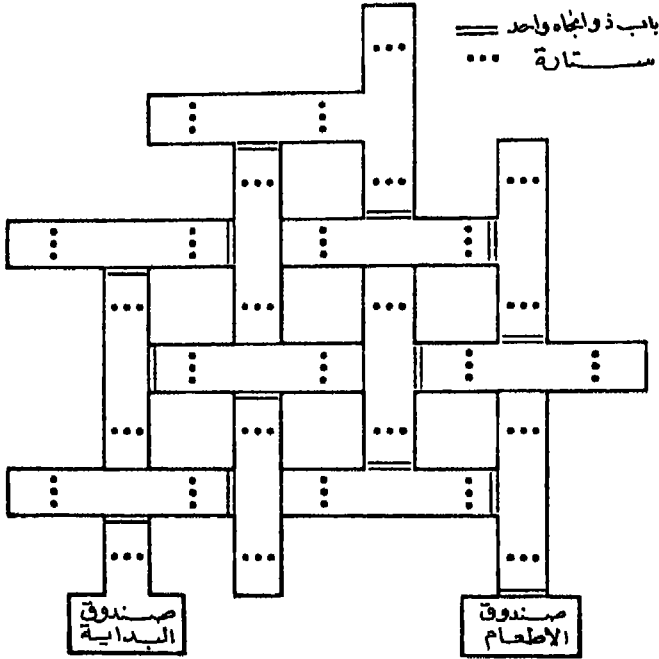 باب ذو اتجاه واحد
ستارة
صندوق
البداية
صندوق
الاطعام